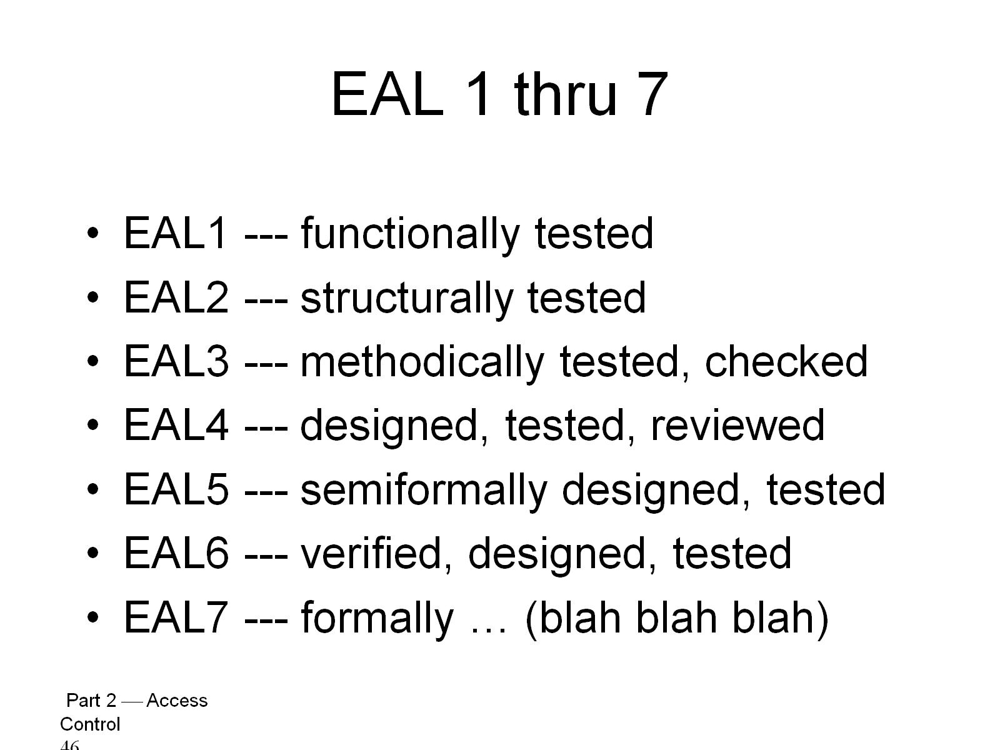 EAL 1 thru 7
• EAL1 --- functionally tested
• EAL2 --- structurally tested
• EAL3 --- methodically tested, checked
• EAL4 --- designed, tested, reviewed
• EAL5 --- semiformally designed, tested
• EAL6 --- verified, designed, tested
• EAL7 --- formally … (blah blah blah)
Part 2 — Access
Control
46